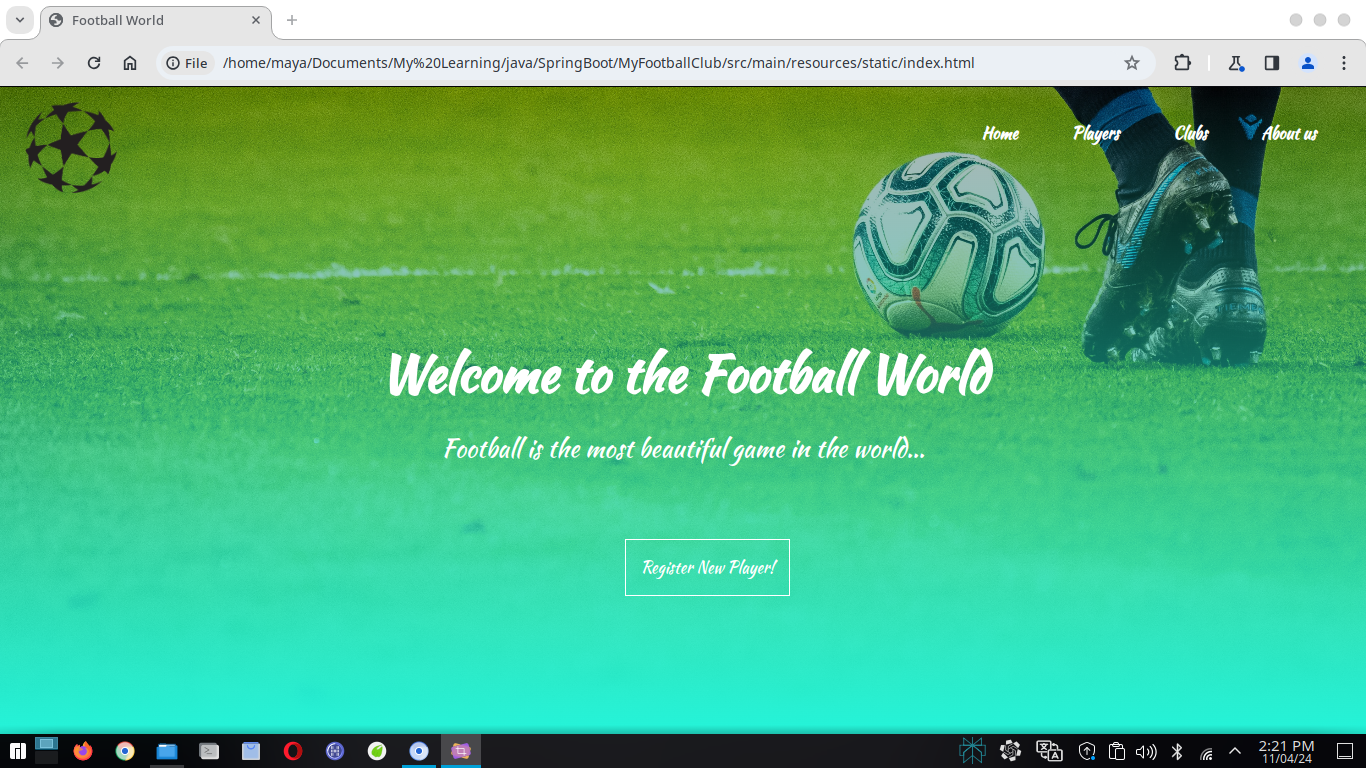 Football World
File
/home/maya/Documents/My%20Learning/java/SpringBoot/MyFootballClub/src/main/resources/static/index.html
Home Players Clubs About us
Welcome to the Football World
Football is the most beautiful game in the world...
Register New Player!
2:21 PM
11/04/24